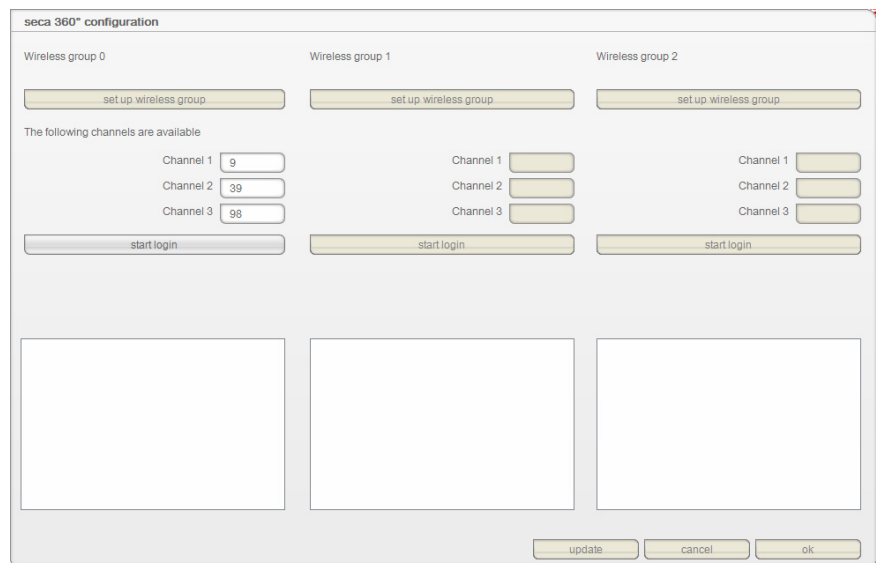 seca 360° configuration
Wireless group 0 Wireless group 1 Wireless group 2
set up wireless group set up wireless group set up wireless group
The following channels are available
Channel 1 9 Channel 1 Channel 1
Channel 2 39 Channel 2 Channel 2
Channel 3 98 Channel 3 Channel 3
start login start login start login
update cancel ok